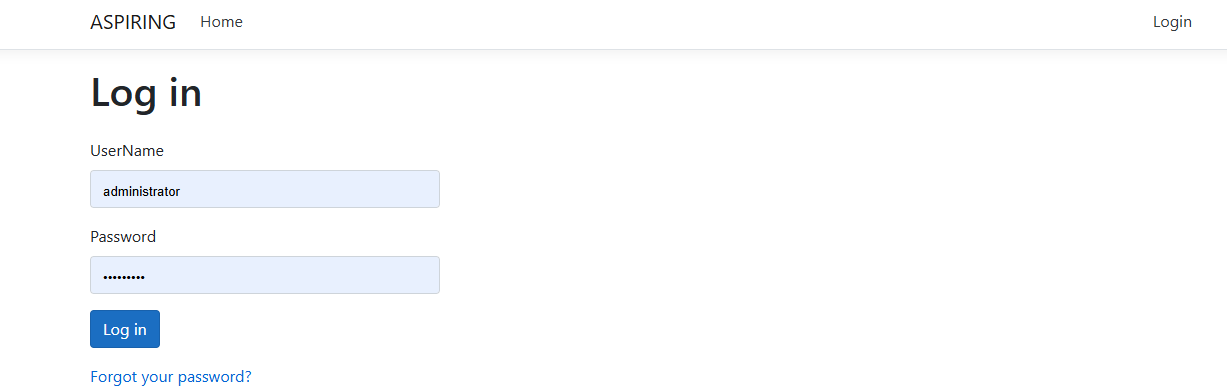 ASPIRING Home Login
Log in
UserName
administrator
Password
•••••••••
Log in
Forgot your password?